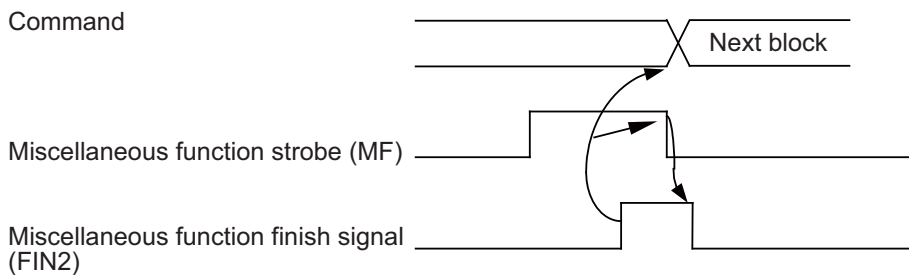 Command
Next block
Miscellaneous function strobe (MF)
Miscellaneous function finish signal
(FIN2)